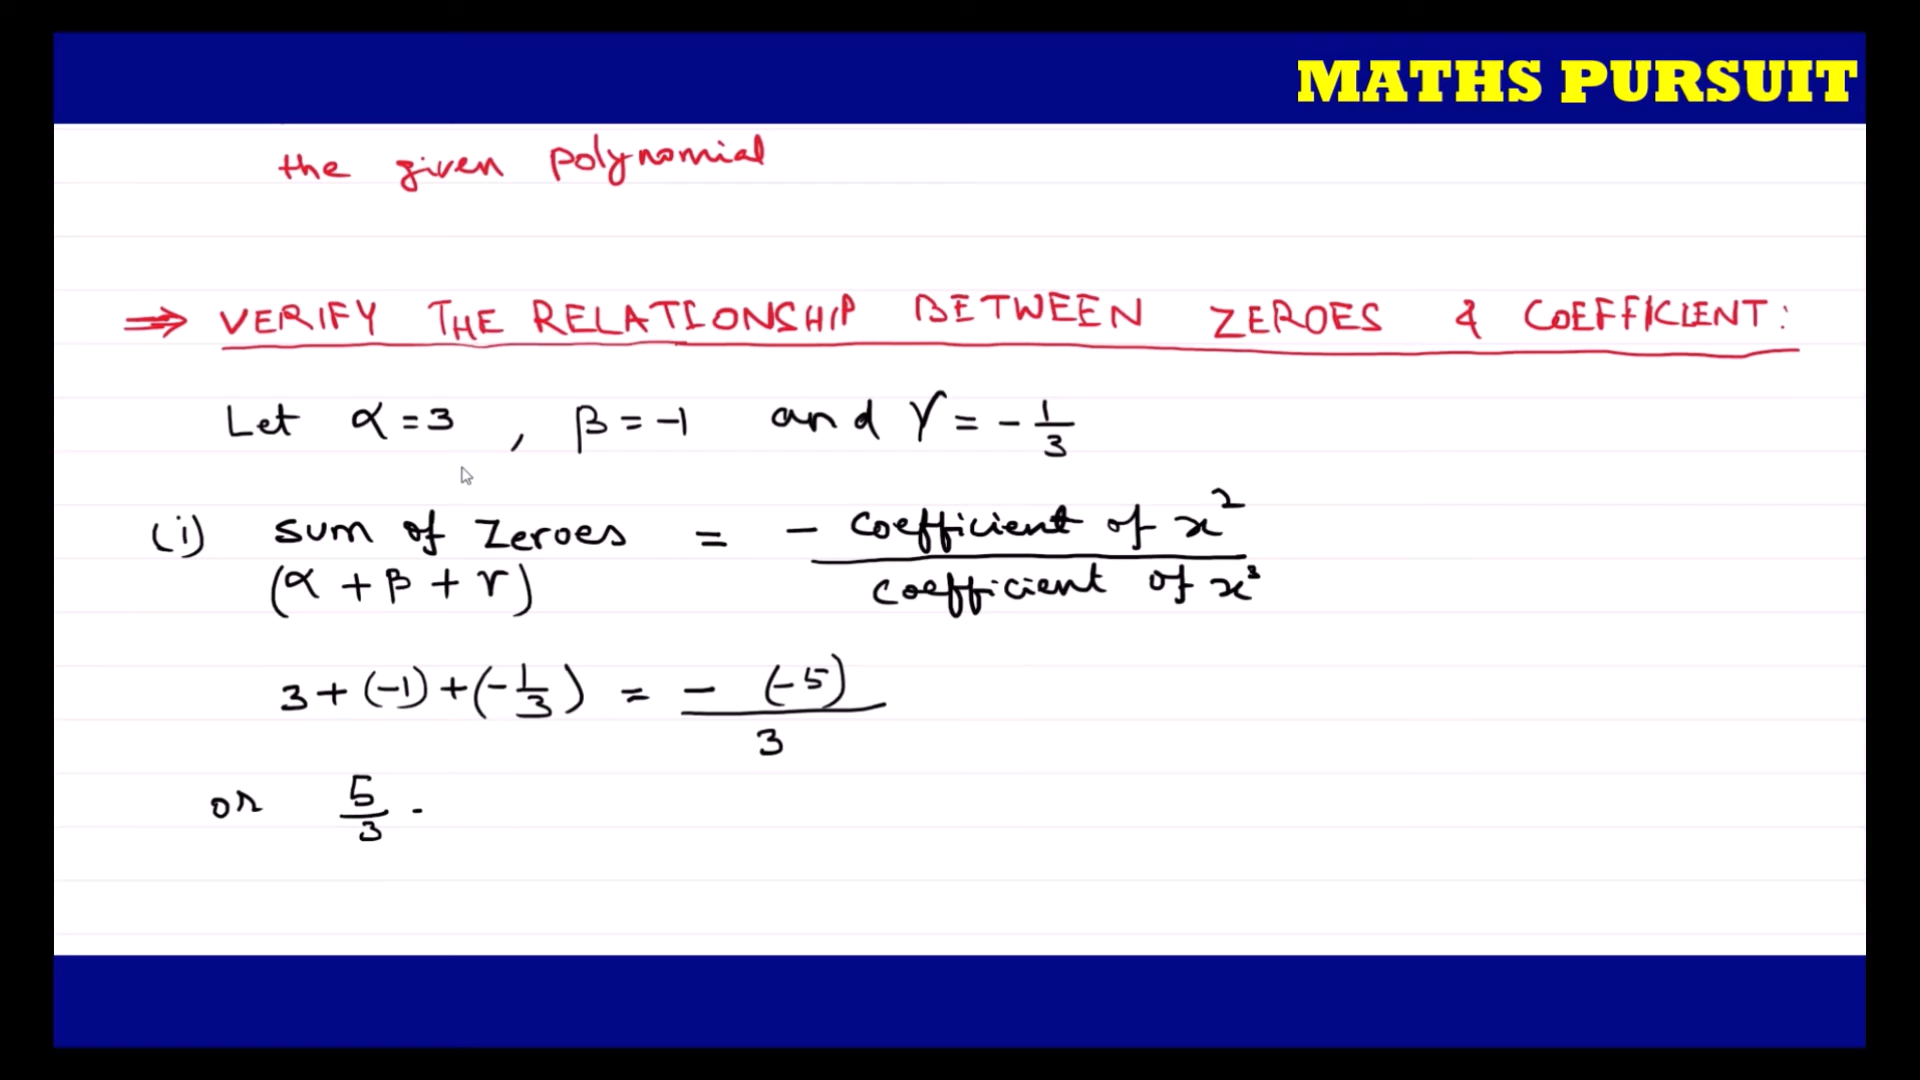 MATHS PURSUIT
the given polynomial
⇒ VERIFY THE RELATIONSHIP BETWEEN ZEROES & COEFFICIENT:
Let α = 3 , β = -1 and γ = - 1/3
(i) sum of zeroes = - coefficient of x² / coefficient of x³
(α + β + γ)
3 + (-1) + (- 1/3) = - (-5) / 3
or 5/3 -